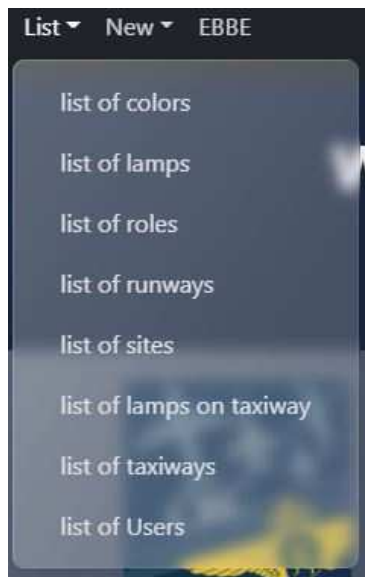 List New EBBE
list of colors
list of lamps
list of roles
list of runways
list of sites
list of lamps on taxiway
list of taxiways
list of Users